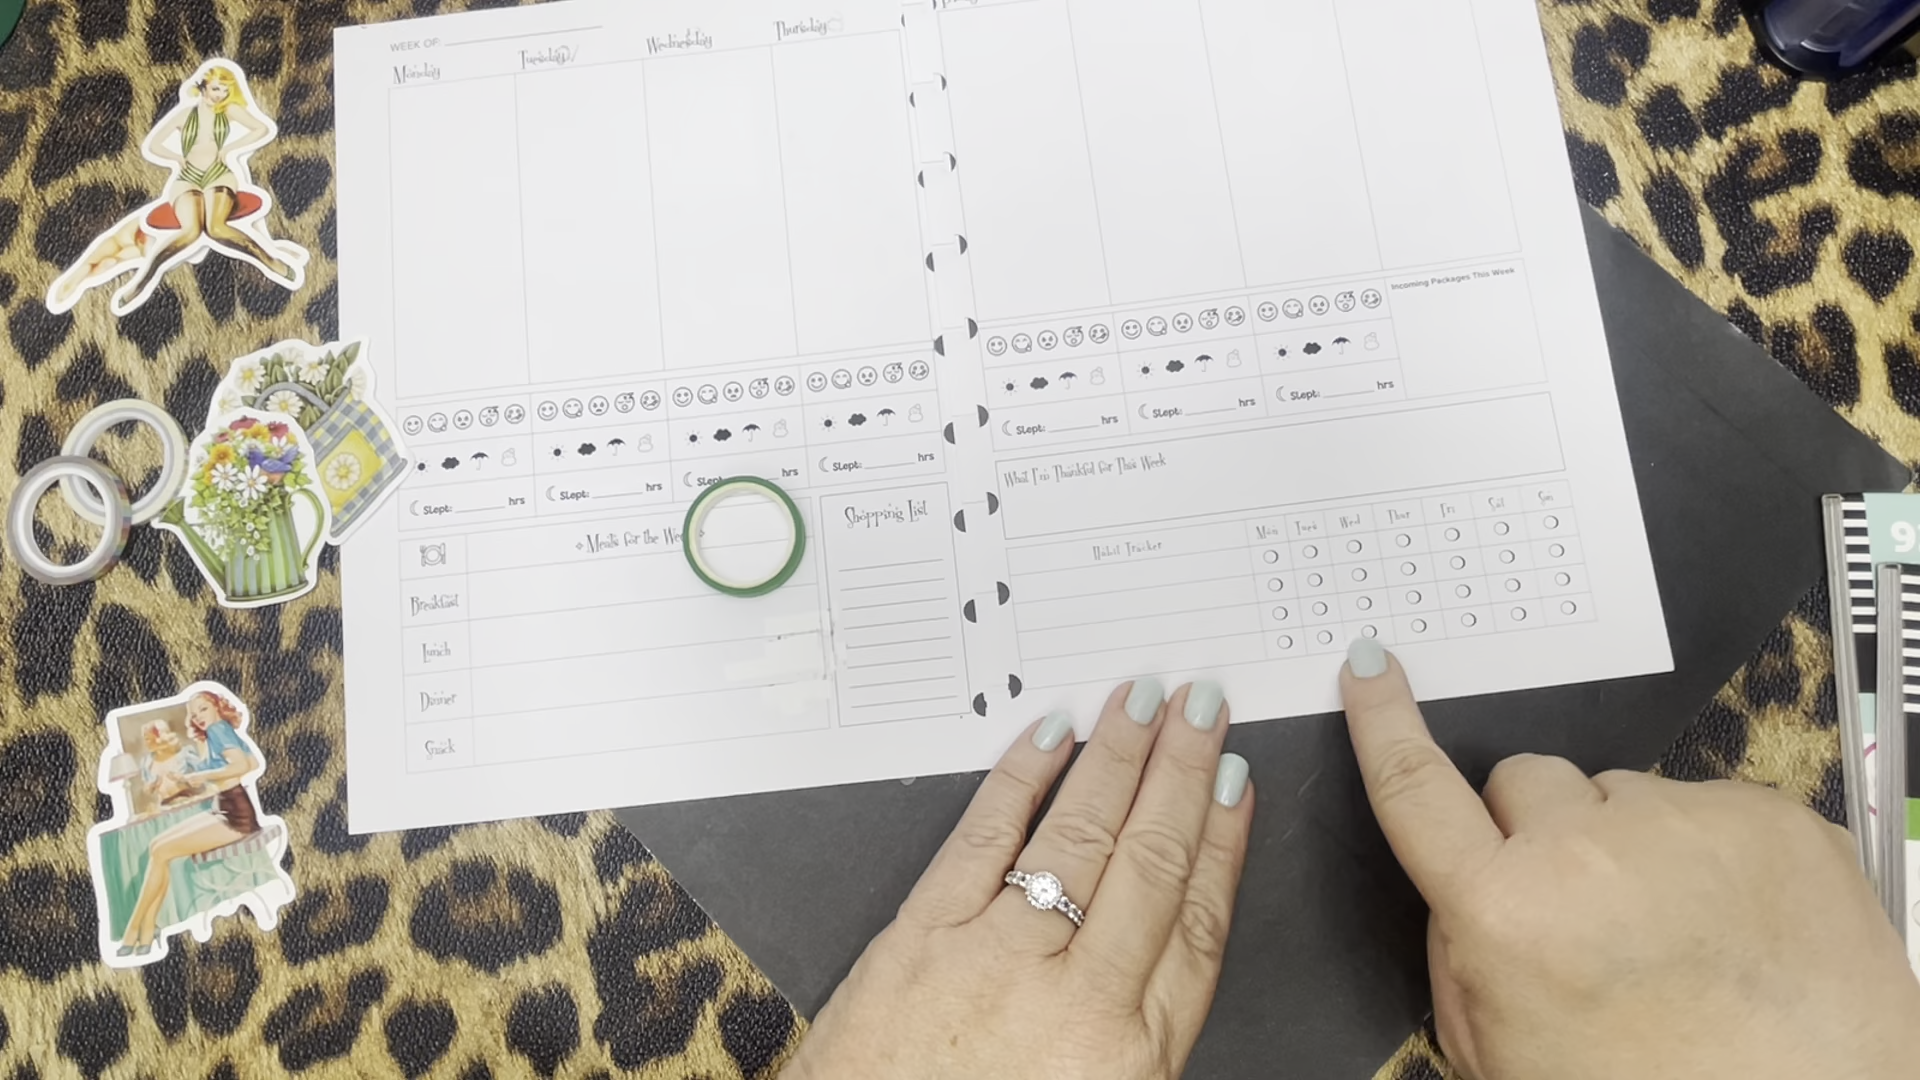 WEEK OF:
Monday
Tuesday
Wednesday
Thursday
Slept: hrs
Slept: hrs
Slept: hrs
Slept: hrs
Meals for the
Breakfast
Lunch
Dinner
Snack
Shopping List
Incoming Packages This Week
Slept: hrs
Slept: hrs
Slept: hrs
What I'm Thankful for This Week
Habit Tracker Mon Tues Wed Thur Fri Sat Sun